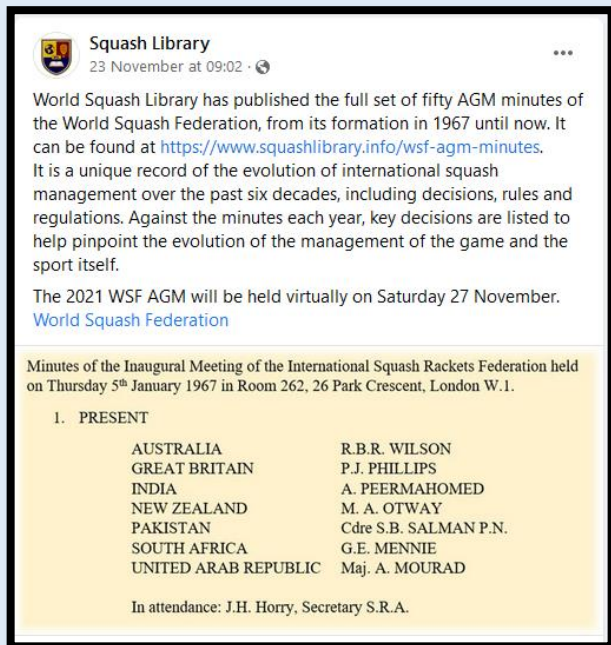 Squash Library
23 November at 09:02 ·
World Squash Library has published the full set of fifty AGM minutes of
the World Squash Federation, from its formation in 1967 until now. It
can be found at https://www.squashlibrary.info/wsf-agm-minutes.
It is a unique record of the evolution of international squash
management over the past six decades, including decisions, rules and
regulations. Against the minutes each year, key decisions are listed to
help pinpoint the evolution of the management of the game and the
sport itself.
The 2021 WSF AGM will be held virtually on Saturday 27 November.
World Squash Federation
Minutes of the Inaugural Meeting of the International Squash Rackets Federation held
on Thursday 5th January 1967 in Room 262, 26 Park Crescent, London W.1.
1. PRESENT
AUSTRALIA R.B.R. WILSON
GREAT BRITAIN P.J. PHILLIPS
INDIA A. PEERMAHOMED
NEW ZEALAND M. A. OTWAY
PAKISTAN Cdre S.B. SALMAN P.N.
SOUTH AFRICA G.E. MENNIE
UNITED ARAB REPUBLIC Maj. A. MOURAD
In attendance: J.H. Horry, Secretary S.R.A.